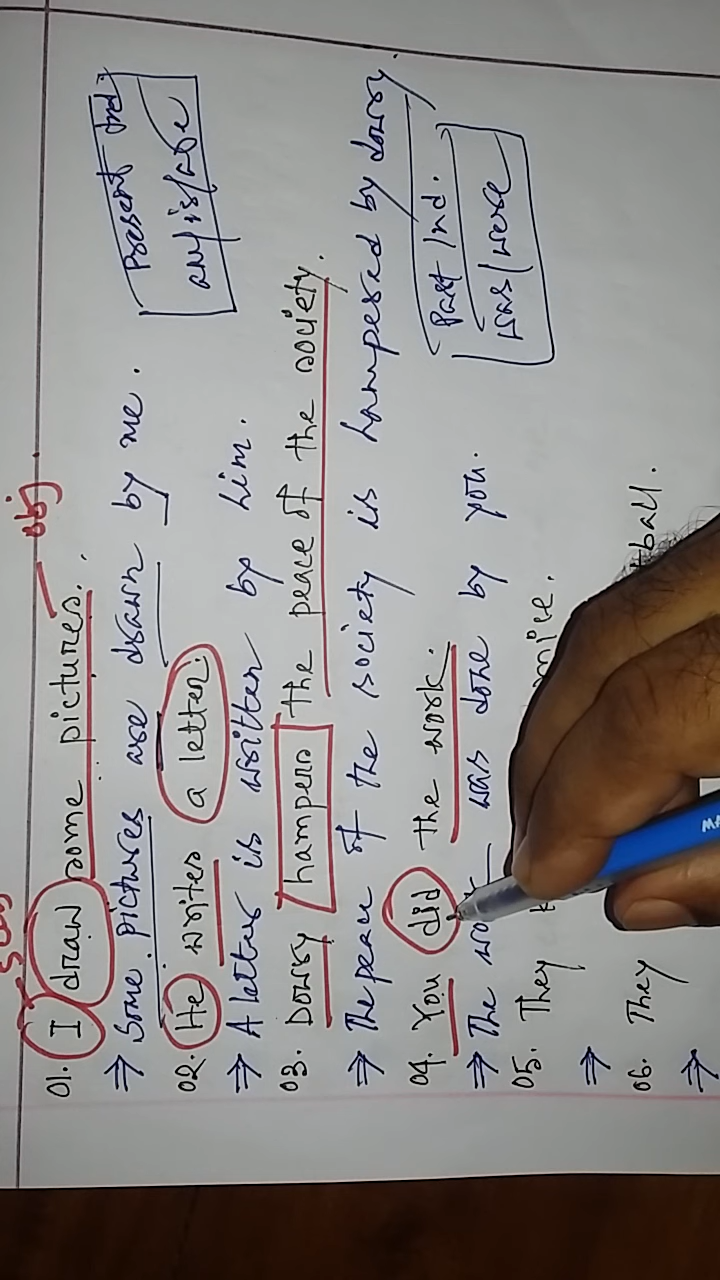 obj
01. I draw some pictures.
⇒ Some pictures are drawn by me.
Present Ind.
am/is/are
02. He writes a letter.
⇒ A letter is written by him.
03. Dowry hampers the peace of the society.
⇒ The peace of the society is hampered by dowry.
04. You did the work.
Past Ind.
was/were
⇒ The work was done by you.
05. They mice.
⇒
06. They tball.
⇒